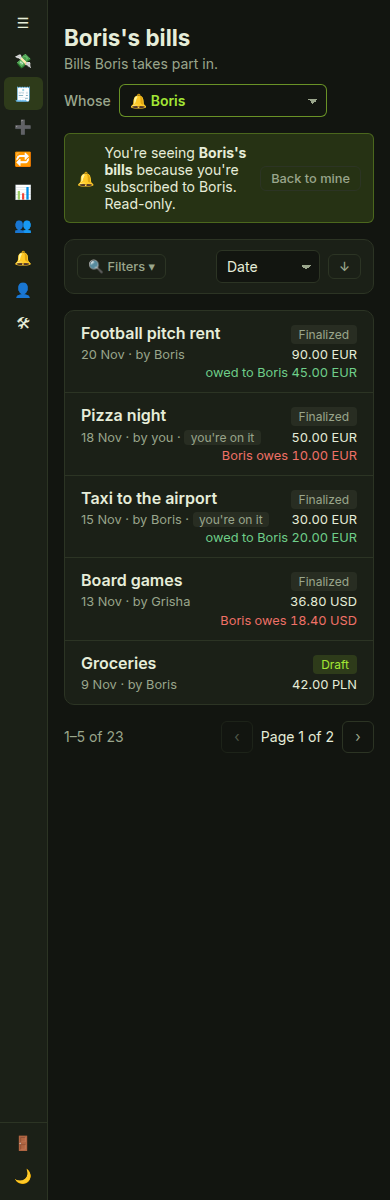 Boris's bills
Bills Boris takes part in.
Whose 🔔 Boris
You're seeing Boris's
bills because you're
subscribed to Boris.
Read-only.
Back to mine
🔍 Filters ▾
Date
↓
Football pitch rent Finalized
20 Nov · by Boris 90.00 EUR
owed to Boris 45.00 EUR
Pizza night Finalized
18 Nov · by you · you're on it 50.00 EUR
Boris owes 10.00 EUR
Taxi to the airport Finalized
15 Nov · by Boris · you're on it 30.00 EUR
owed to Boris 20.00 EUR
Board games Finalized
13 Nov · by Grisha 36.80 USD
Boris owes 18.40 USD
Groceries Draft
9 Nov · by Boris 42.00 PLN
1–5 of 23 ‹ Page 1 of 2 ›